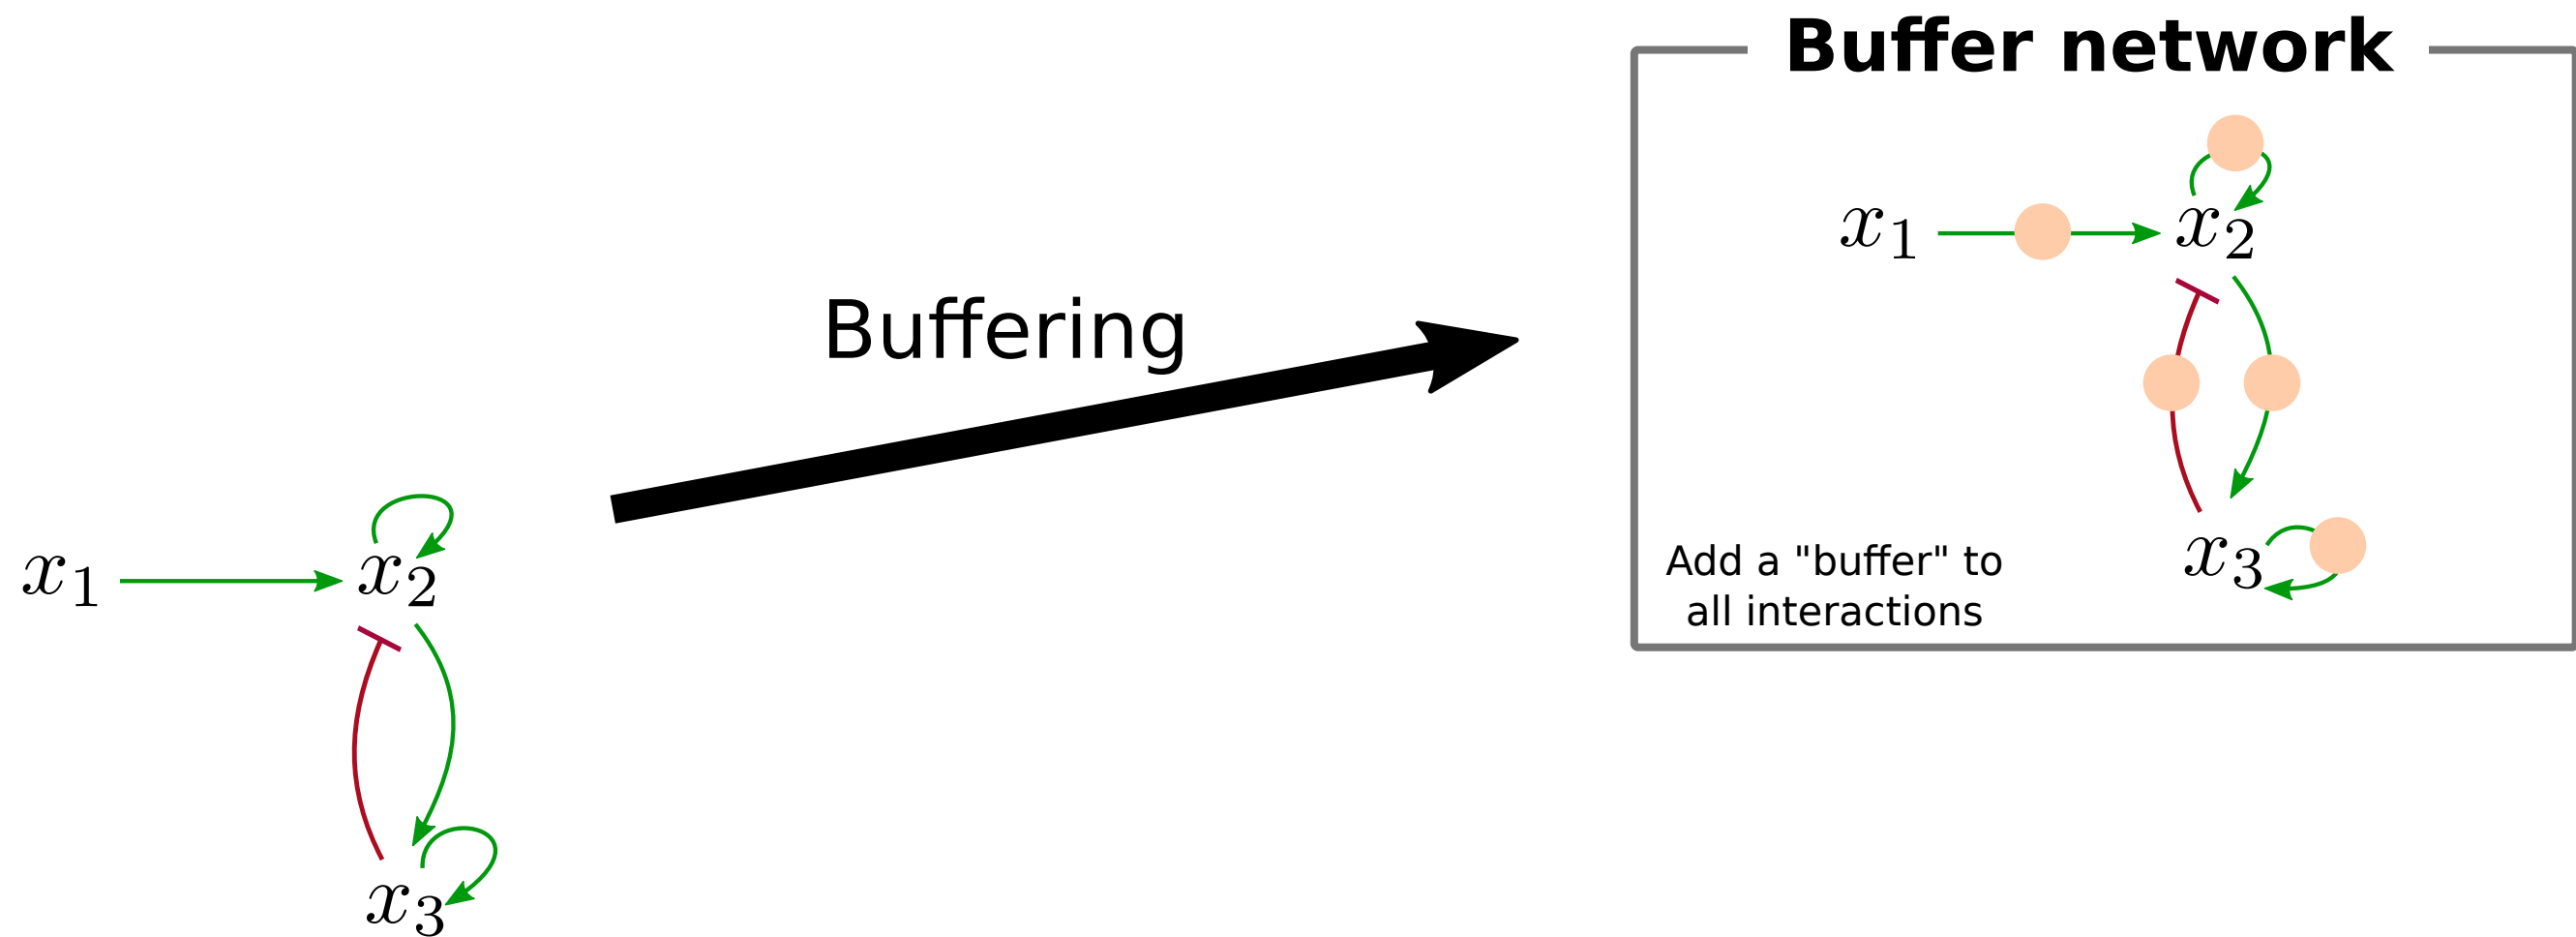 Buffer network
x₂
x₁
Buffering
Add a "buffer" to
all interactions
x₃
x₁
x₂
x₃